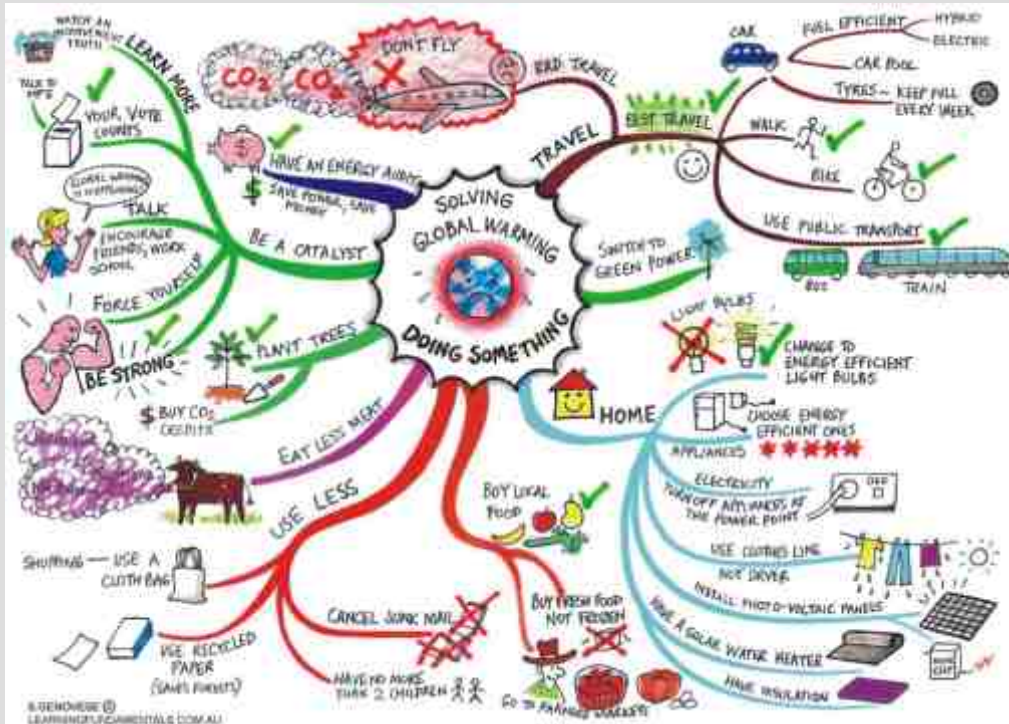 SOLVING
GLOBAL WARMING
DOING SOMETHING
TRAVEL
BAD TRAVEL
DON'T FLY
CO2
CO2
BEST TRAVEL
CAR
FUEL EFFICIENT
HYBRID
ELECTRIC
CAR POOL
TYRES ~ KEEP FULL
EVERY WEEK
WALK
BIKE
USE PUBLIC TRANSPORT
BUS
TRAIN
SWITCH TO
GREEN POWER
HOME
LIGHT BULBS
CHANGE TO
ENERGY EFFICIENT
LIGHT BULBS
CHOOSE ENERGY
EFFICIENT ONES
APPLIANCES
ELECTRICITY
TURN OFF APPLIANCES AT
THE POWER POINT
OFF
USE CLOTHES LINE
NOT DRYER
INSTALL PHOTO-VOLTAIC PANELS
HAVE A SOLAR
WATER HEATER
HAVE INSULATION
BUY LOCAL
FOOD
BUY FRESH FOOD
NOT FROZEN
GO TO FARMERS MARKETS
USE LESS
CANCEL JUNK MAIL
HAVE NO MORE
THAN 2 CHILDREN
SHOPPING — USE A
CLOTH BAG
USE RECYCLED
PAPER
(SAVES FORESTS)
EAT LESS MEAT
PLANT TREES
$ BUY CO2
BE A CATALYST
LEARN MORE
WATCH AN
INCONVENIENT
TRUTH
TALK TO
YOUR VOTE
COUNTS
GLOBAL WARMING
IS HAPPENING!
TALK
ENCOURAGE
FRIENDS, WORK
SCHOOL
FORCE YOURSELF
BE STRONG
HAVE AN ENERGY AUDIT
$ SAVE POWER, SAVE
MONEY
LEARNINGFUNDAMENTALS.COM.AU